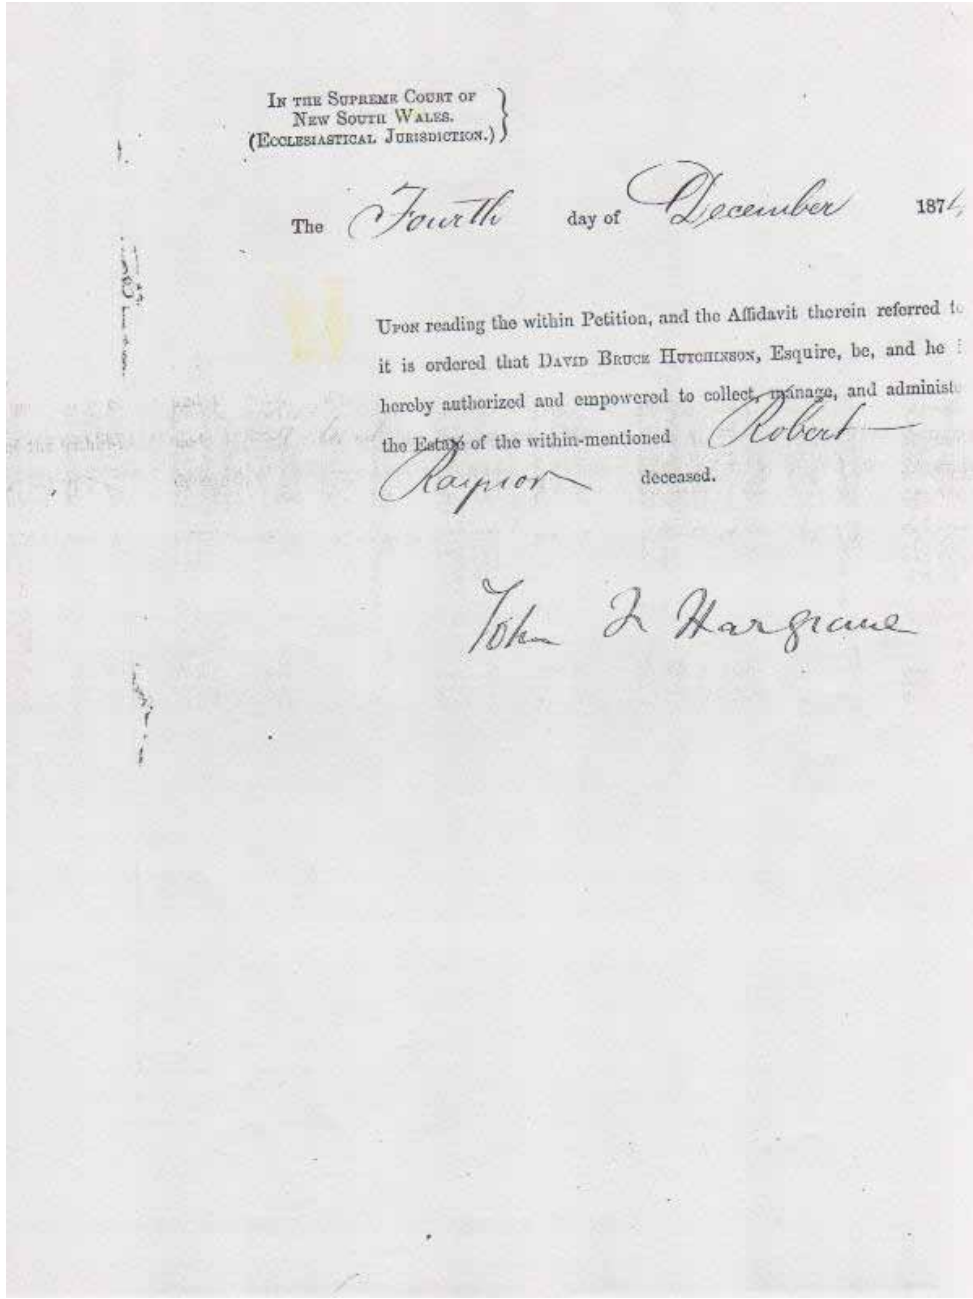 IN THE SUPREME COURT OF
NEW SOUTH WALES.
(ECCLESIASTICAL JURISDICTION.)
The Fourth day of December 187
UPON reading the within Petition, and the Affidavit therein referred to
it is ordered that DAVID BRUCE HUTCHINSON, Esquire, be, and he
hereby authorized and empowered to collect, manage, and administe
the Estate of the within-mentioned Robert
Raynor deceased.
John F Hargrave